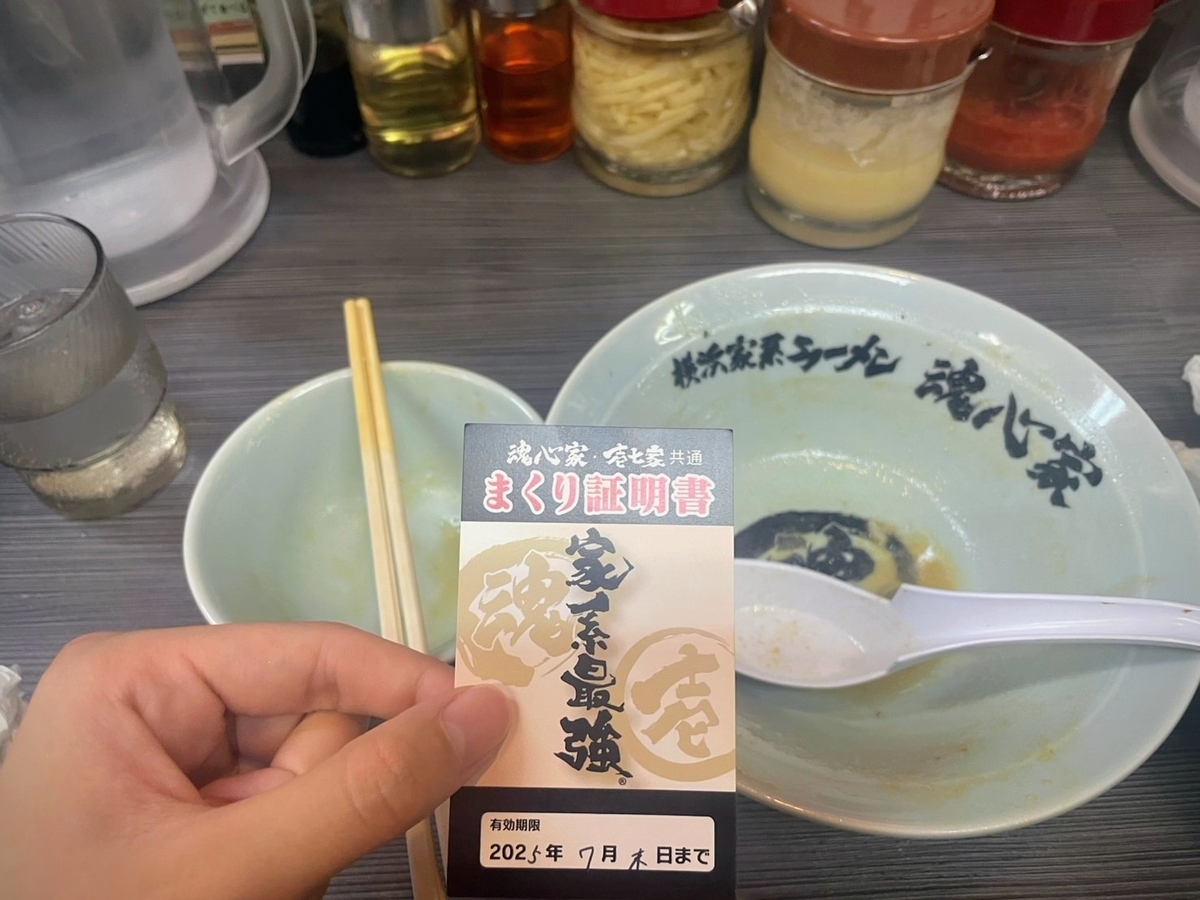 横浜家系ラーメン 魂心家
魂心家・壱七家 共通
まくり証明書
魂
家系最強®
壱
有効期限
2025年 7月 末日まで